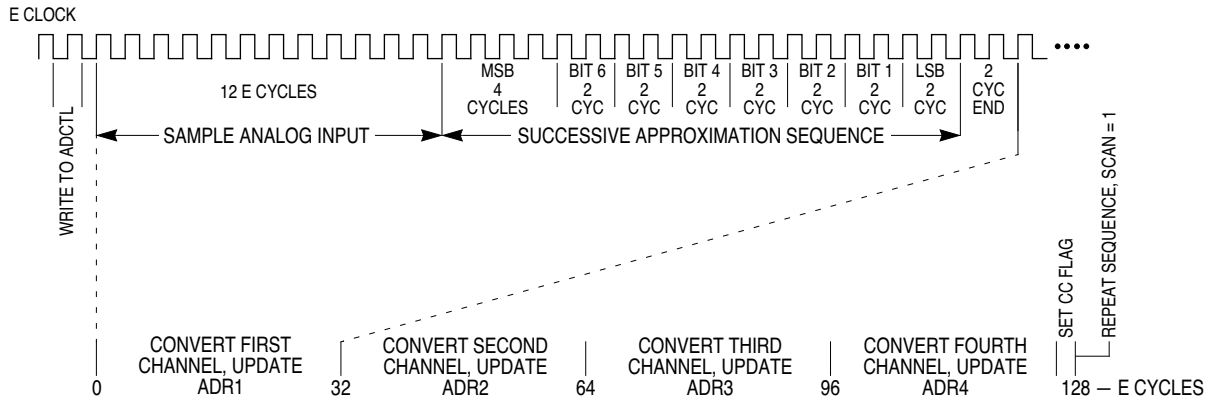 E CLOCK
12 E CYCLES
MSB
4
CYCLES
BIT 6
2
CYC
BIT 5
2
CYC
BIT 4
2
CYC
BIT 3
2
CYC
BIT 2
2
CYC
BIT 1
2
CYC
LSB
2
CYC
2
CYC
END
WRITE TO ADCTL
SAMPLE ANALOG INPUT
SUCCESSIVE APPROXIMATION SEQUENCE
SET CC FLAG
REPEAT SEQUENCE, SCAN = 1
CONVERT FIRST
CHANNEL, UPDATE
ADR1
CONVERT SECOND
CHANNEL, UPDATE
ADR2
CONVERT THIRD
CHANNEL, UPDATE
ADR3
CONVERT FOURTH
CHANNEL, UPDATE
ADR4
0
32
64
96
128 — E CYCLES